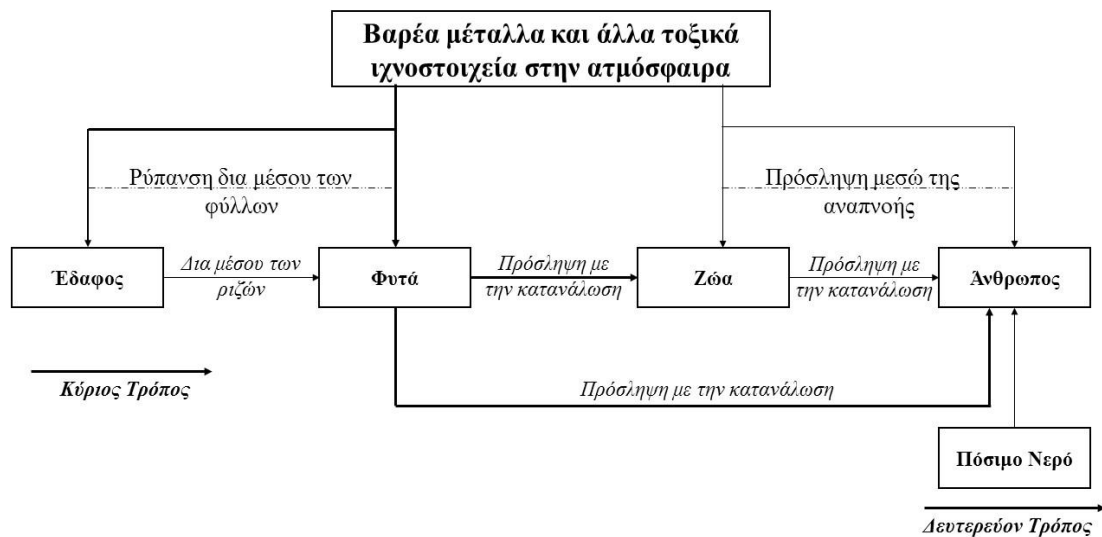 Βαρέα μέταλλα και άλλα τοξικά
ιχνοστοιχεία στην ατμόσφαιρα
Ρύπανση δια μέσου των
φύλλων
Πρόσληψη μεσώ της
αναπνοής
Έδαφος
Δια μέσου των
ριζών
Φυτά
Πρόσληψη με
την κατανάλωση
Ζώα
Πρόσληψη με
την κατανάλωση
Άνθρωπος
Κύριος Τρόπος
Πρόσληψη με την κατανάλωση
Πόσιμο Νερό
Δευτερεύον Τρόπος